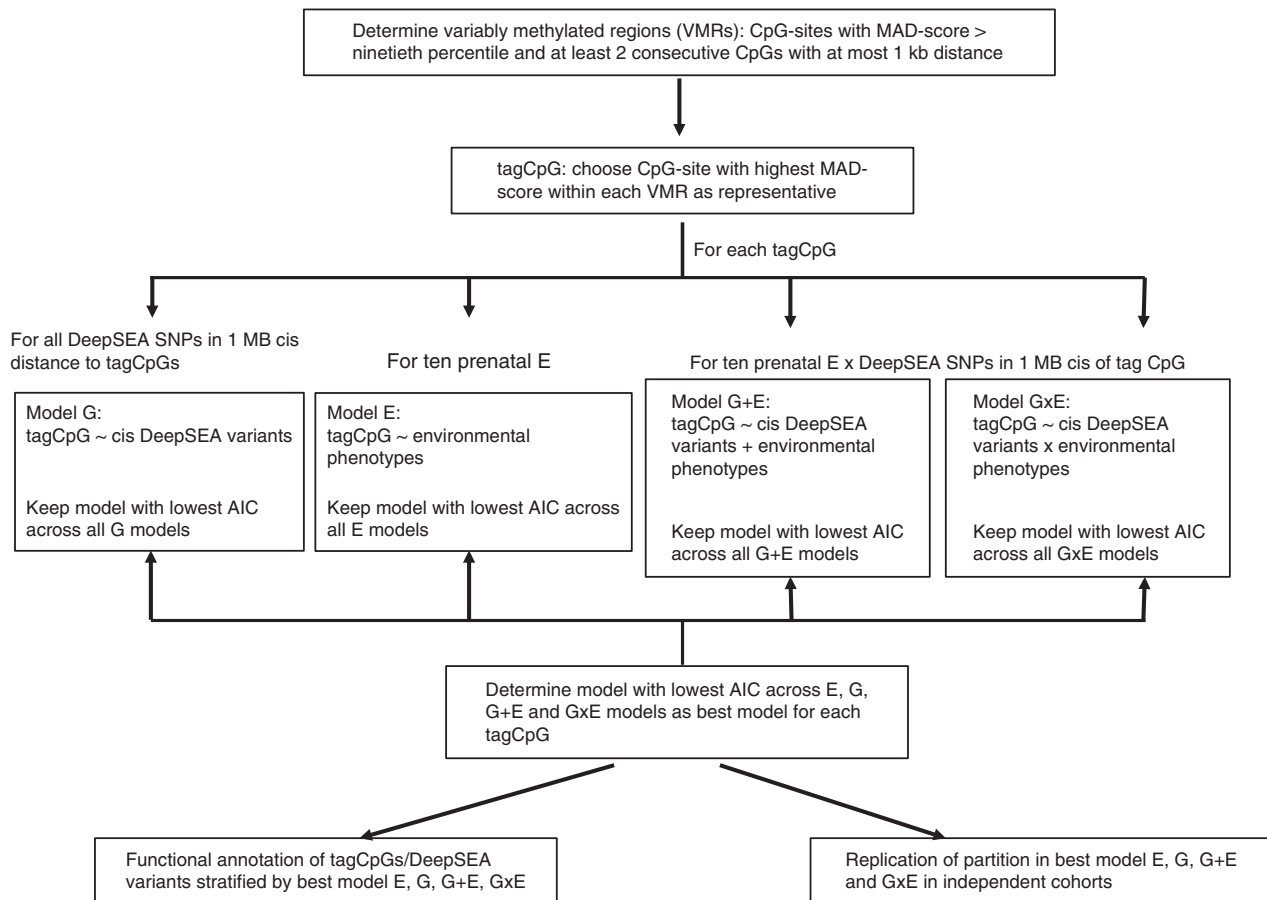 Determine variably methylated regions (VMRs): CpG-sites with MAD-score >
ninetieth percentile and at least 2 consecutive CpGs with at most 1 kb distance
tagCpG: choose CpG-site with highest MAD-
score within each VMR as representative
For each tagCpG
For all DeepSEA SNPs in 1 MB cis
distance to tagCpGs
For ten prenatal E
For ten prenatal E x DeepSEA SNPs in 1 MB cis of tag CpG
Model G:
tagCpG ~ cis DeepSEA variants
Keep model with lowest AIC
across all G models
Model E:
tagCpG ~ environmental
phenotypes
Keep model with lowest AIC across
all E models
Model G+E:
tagCpG ~ cis DeepSEA
variants + environmental
phenotypes
Keep model with lowest AIC
across all G+E models
Model GxE:
tagCpG ~ cis DeepSEA
variants x environmental
phenotypes
Keep model with lowest AIC
across all GxE models
Determine model with lowest AIC across E, G,
G+E and GxE models as best model for each
tagCpG
Functional annotation of tagCpGs/DeepSEA
variants stratified by best model E, G, G+E, GxE
Replication of partition in best model E, G, G+E
and GxE in independent cohorts